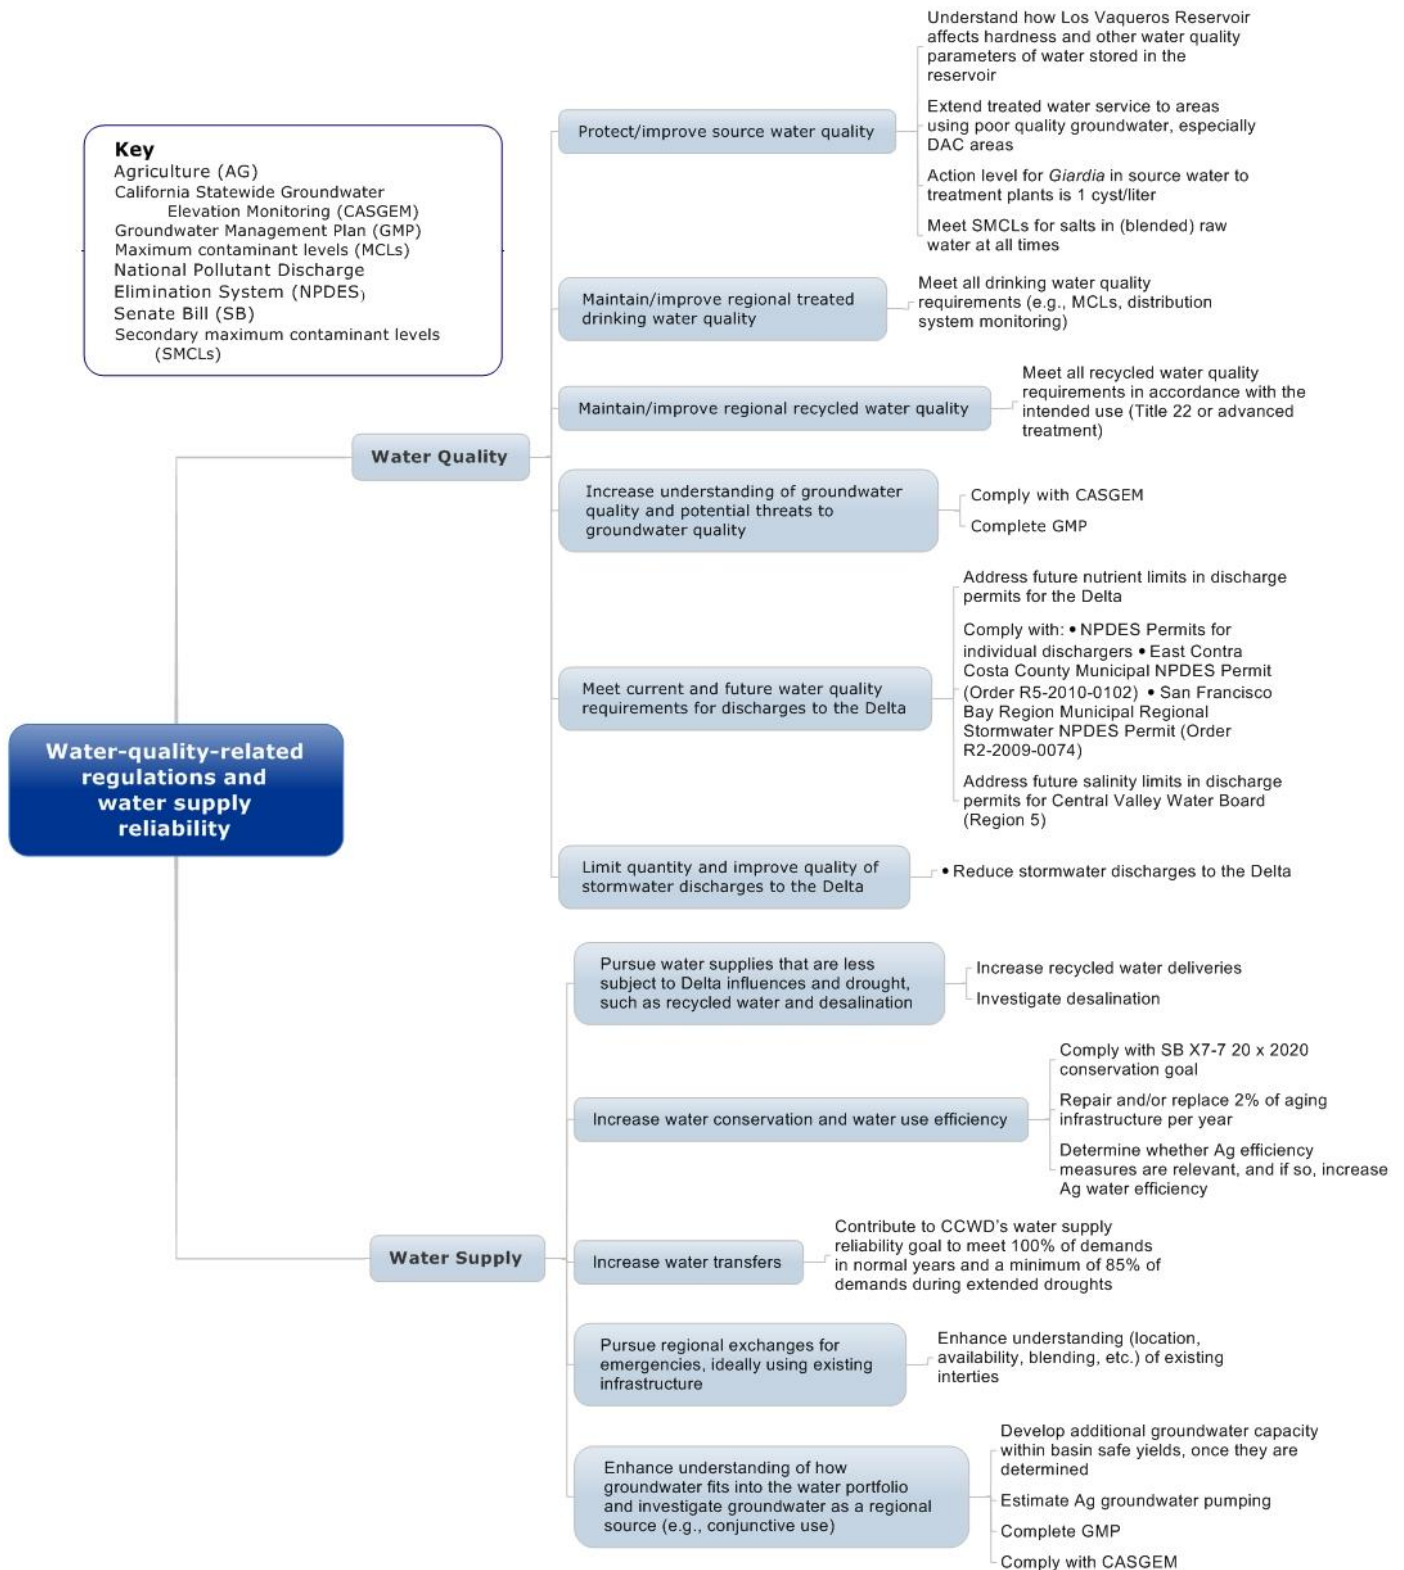 Understand how Los Vaqueros Reservoir
affects hardness and other water quality
parameters of water stored in the
reservoir
Protect/improve source water quality
Extend treated water service to areas
using poor quality groundwater, especially
DAC areas
Action level for Giardia in source water to
treatment plants is 1 cyst/liter
Meet SMCLs for salts in (blended) raw
water at all times
Key
Agriculture (AG)
California Statewide Groundwater
Elevation Monitoring (CASGEM)
Groundwater Management Plan (GMP)
Maximum contaminant levels (MCLs)
National Pollutant Discharge
Elimination System (NPDES)
Senate Bill (SB)
Secondary maximum contaminant levels
(SMCLs)
Maintain/improve regional treated
drinking water quality
Meet all drinking water quality
requirements (e.g., MCLs, distribution
system monitoring)
Maintain/improve regional recycled water quality
Meet all recycled water quality
requirements in accordance with the
intended use (Title 22 or advanced
treatment)
Water Quality
Increase understanding of groundwater
quality and potential threats to
groundwater quality
Comply with CASGEM
Complete GMP
Meet current and future water quality
requirements for discharges to the Delta
Address future nutrient limits in discharge
permits for the Delta
Comply with: • NPDES Permits for
individual dischargers • East Contra
Costa County Municipal NPDES Permit
(Order R5-2010-0102) • San Francisco
Bay Region Municipal Regional
Stormwater NPDES Permit (Order
R2-2009-0074)
Address future salinity limits in discharge
permits for Central Valley Water Board
(Region 5)
Water-quality-related
regulations and
water supply
reliability
Limit quantity and improve quality of
stormwater discharges to the Delta
• Reduce stormwater discharges to the Delta
Pursue water supplies that are less
subject to Delta influences and drought,
such as recycled water and desalination
Increase recycled water deliveries
Investigate desalination
Increase water conservation and water use efficiency
Comply with SB X7-7 20 x 2020
conservation goal
Repair and/or replace 2% of aging
infrastructure per year
Determine whether Ag efficiency
measures are relevant, and if so, increase
Ag water efficiency
Water Supply
Increase water transfers
Contribute to CCWD's water supply
reliability goal to meet 100% of demands
in normal years and a minimum of 85% of
demands during extended droughts
Pursue regional exchanges for
emergencies, ideally using existing
infrastructure
Enhance understanding (location,
availability, blending, etc.) of existing
interties
Enhance understanding of how
groundwater fits into the water portfolio
and investigate groundwater as a regional
source (e.g., conjunctive use)
Develop additional groundwater capacity
within basin safe yields, once they are
determined
Estimate Ag groundwater pumping
Complete GMP
Comply with CASGEM